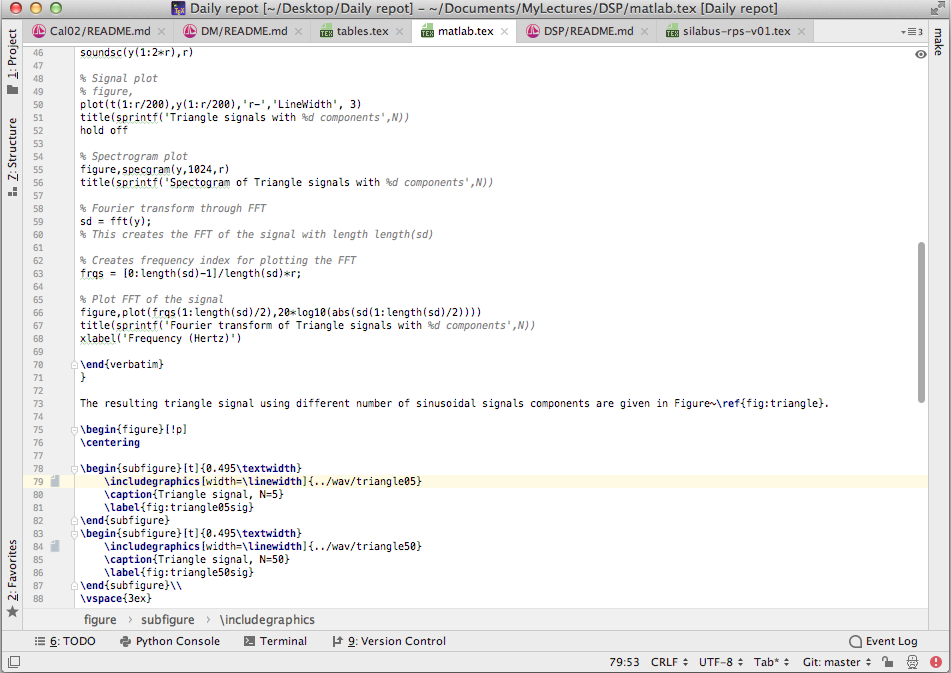 Daily repot [~/Desktop/Daily repot] - ~/Documents/MyLectures/DSP/matlab.tex [Daily repot]
Cal02/README.md DM/README.md tables.tex matlab.tex DSP/README.md silabus-rps-v01.tex 3
1: Project
Z: Structure
2: Favorites
make
46 soundsc(y(1:2*r),r)
47
48 % Signal plot
49 % figure,
50 plot(t(1:r/200),y(1:r/200),'r-','LineWidth', 3)
51 title(sprintf('Triangle signals with %d components',N))
52 hold off
53
54 % Spectrogram plot
55 figure,specgram(y,1024,r)
56 title(sprintf('Spectogram of Triangle signals with %d components',N))
57
58 % Fourier transform through FFT
59 sd = fft(y);
60 % This creates the FFT of the signal with length length(sd)
61
62 % Creates frequency index for plotting the FFT
63 frqs = [0:length(sd)-1]/length(sd)*r;
64
65 % Plot FFT of the signal
66 figure,plot(frqs(1:length(sd)/2),20*log10(abs(sd(1:length(sd)/2))))
67 title(sprintf('Fourier transform of Triangle signals with %d components',N))
68 xlabel('Frequency (Hertz)')
69
70 \end{verbatim}
71 }
72
73 The resulting triangle signal using different number of sinusoidal signals components are given in Figure~\ref{fig:triangle}.
74
75 \begin{figure}[!p]
76 \centering
77
78 \begin{subfigure}[t]{0.495\textwidth}
79 \includegraphics[width=\linewidth]{../wav/triangle05}
80 \caption{Triangle signal, N=5}
81 \label{fig:triangle05sig}
82 \end{subfigure}
83 \begin{subfigure}[t]{0.495\textwidth}
84 \includegraphics[width=\linewidth]{../wav/triangle50}
85 \caption{Triangle signal, N=50}
86 \label{fig:triangle50sig}
87 \end{subfigure}\\
88 \vspace{3ex}
figure › subfigure › \includegraphics
6: TODO Python Console Terminal 9: Version Control Event Log
79:53 CRLF UTF-8 Tab* Git: master